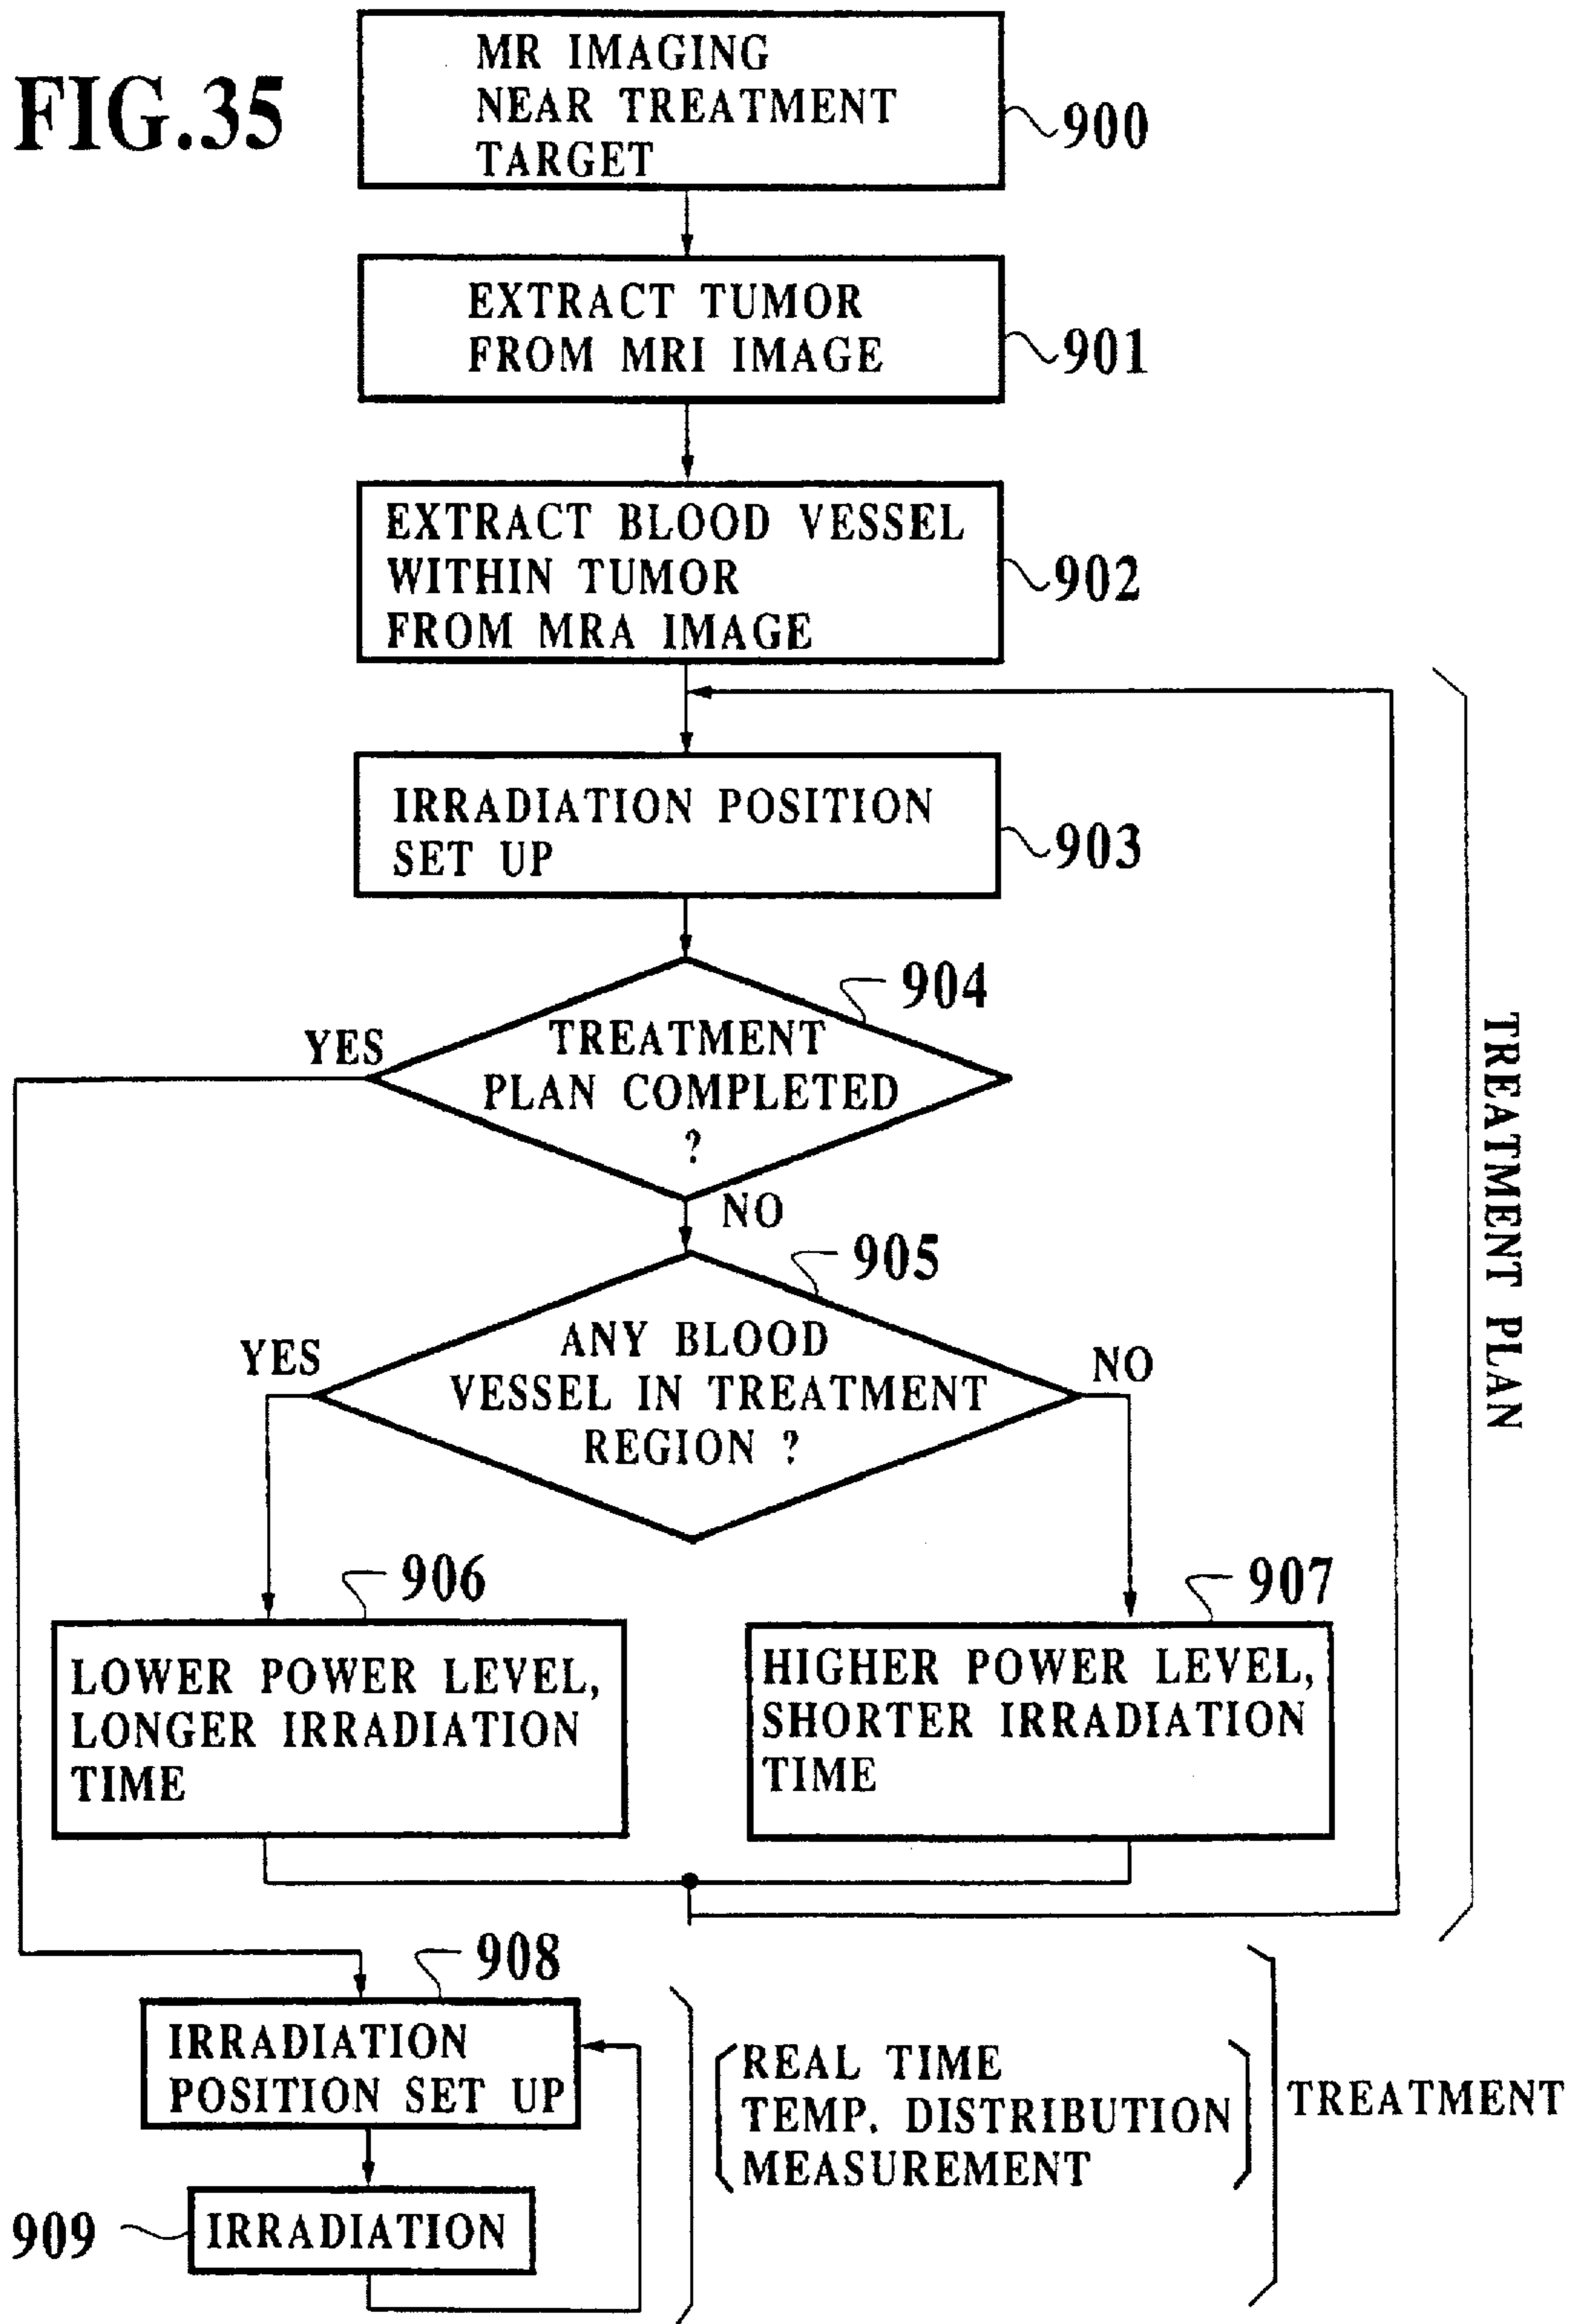 FIG.35
MR IMAGING
NEAR TREATMENT
TARGET
900
EXTRACT TUMOR
FROM MRI IMAGE
901
EXTRACT BLOOD VESSEL
WITHIN TUMOR
FROM MRA IMAGE
902
IRRADIATION POSITION
SET UP
903
904
YES
TREATMENT
PLAN COMPLETED
?
NO
905
YES
ANY BLOOD
VESSEL IN TREATMENT
REGION ?
NO
906
LOWER POWER LEVEL,
LONGER IRRADIATION
TIME
907
HIGHER POWER LEVEL,
SHORTER IRRADIATION
TIME
TREATMENT PLAN
908
IRRADIATION
POSITION SET UP
909
IRRADIATION
REAL TIME
TEMP. DISTRIBUTION
MEASUREMENT
TREATMENT